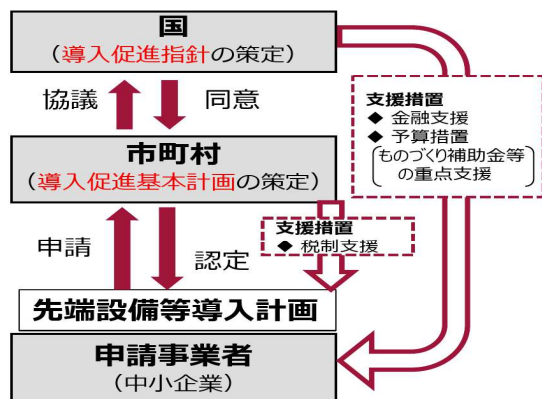 国
（導入促進指針の策定）
協議
同意
支援措置
◆ 金融支援
◆ 予算措置
（ものづくり補助金等
の重点支援）
市町村
（導入促進基本計画の策定）
支援措置
◆ 税制支援
申請
認定
先端設備等導入計画
申請事業者
（中小企業）